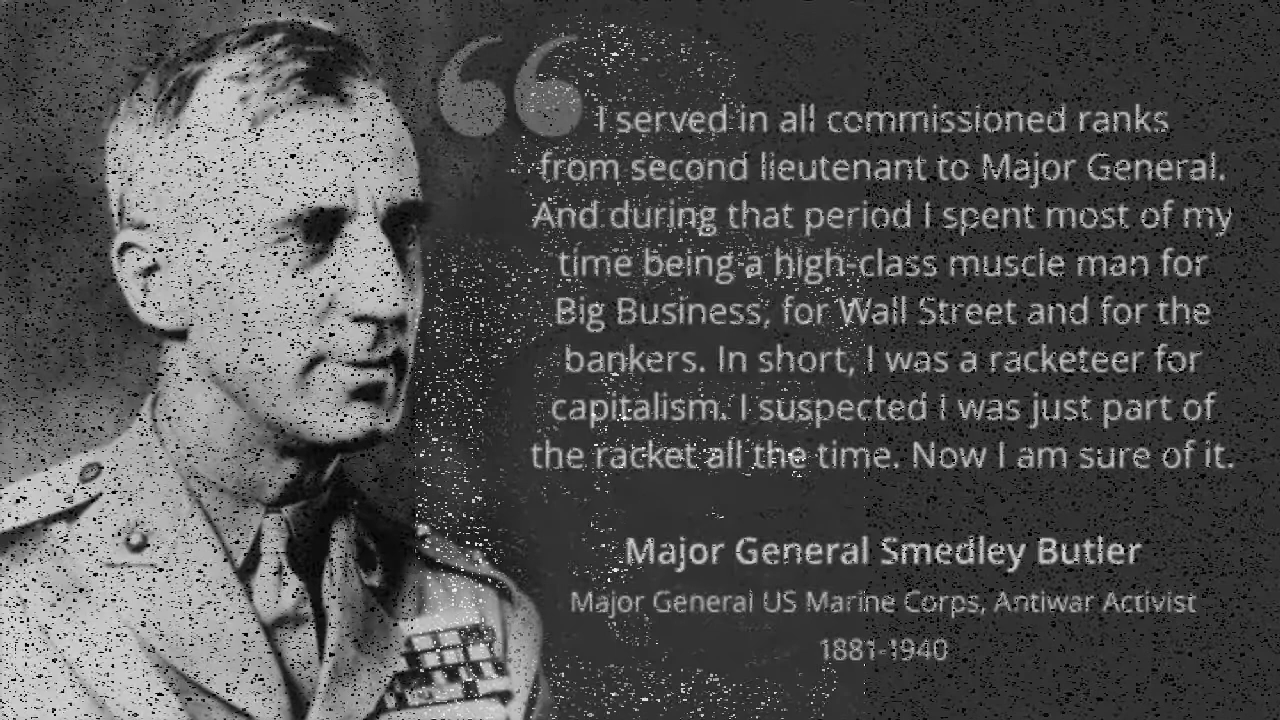 “ I served in all commissioned ranks
from second lieutenant to Major General.
And during that period I spent most of my
time being a high-class muscle man for
Big Business, for Wall Street and for the
bankers. In short, I was a racketeer for
capitalism. I suspected I was just part of
the racket all the time. Now I am sure of it.
Major General Smedley Butler
Major General US Marine Corps, Antiwar Activist
1881-1940